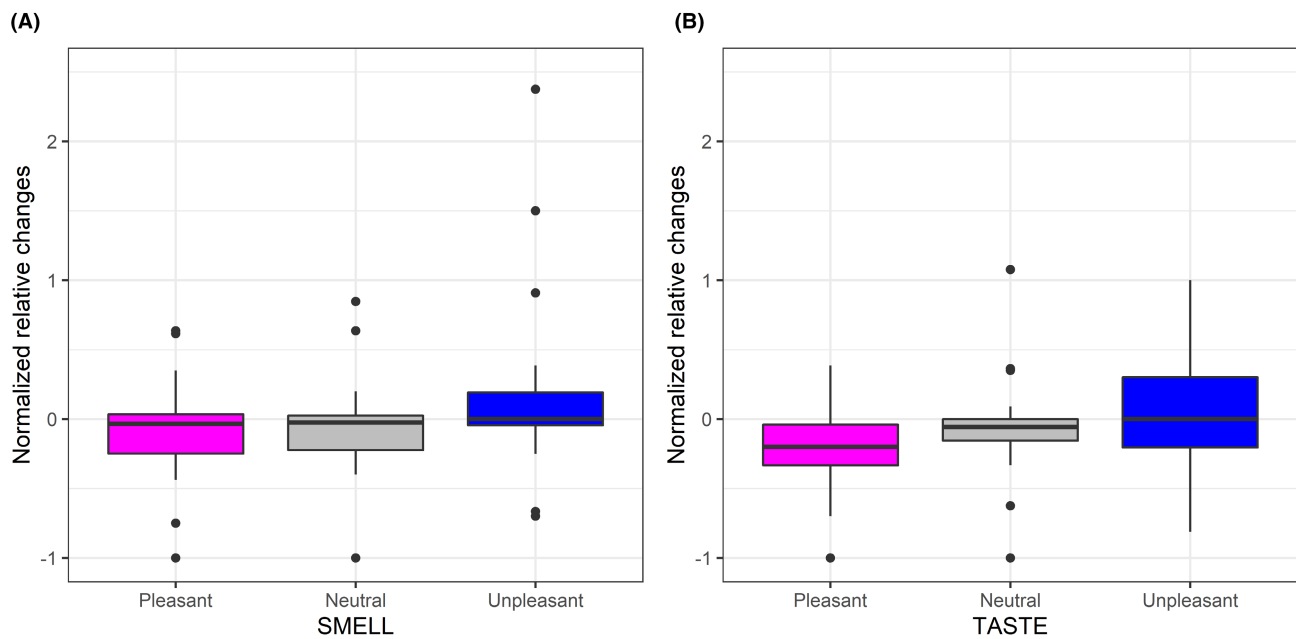 (A)
Normalized relative changes
2
1
0
-1
Pleasant Neutral Unpleasant
SMELL
(B)
Normalized relative changes
2
1
0
-1
Pleasant Neutral Unpleasant
TASTE